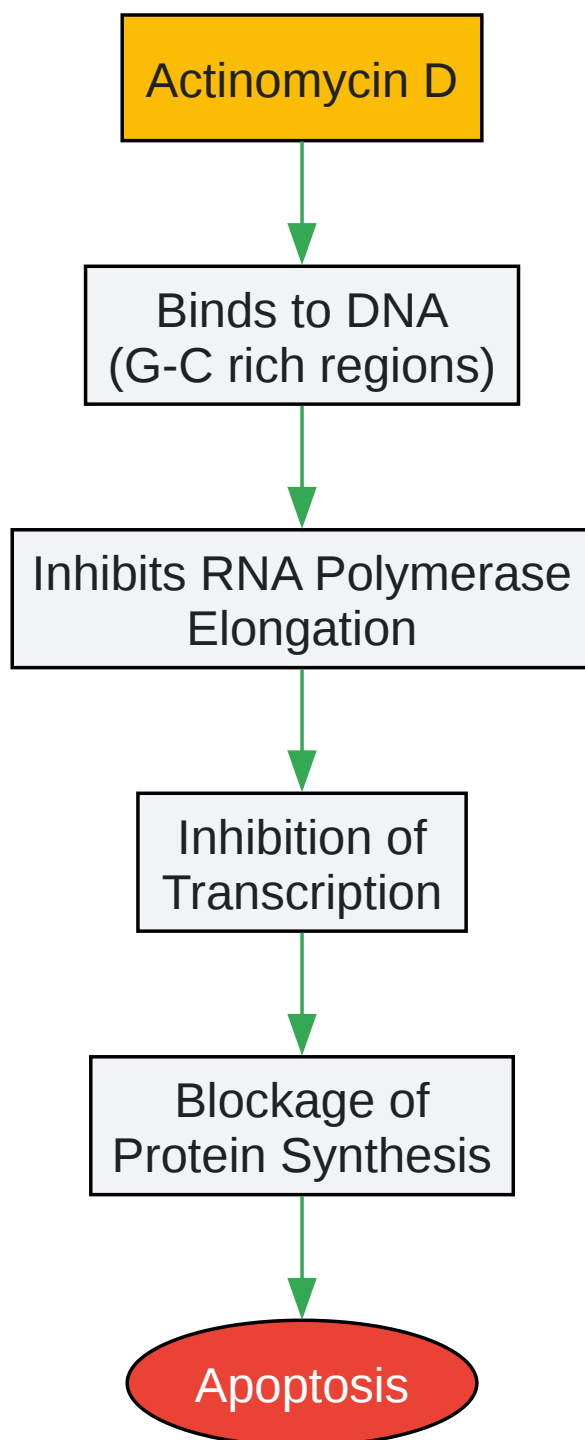 Actinomycin D
Binds to DNA
(G-C rich regions)
Inhibits RNA Polymerase
Elongation
Inhibition of
Transcription
Blockage of
Protein Synthesis
Apoptosis